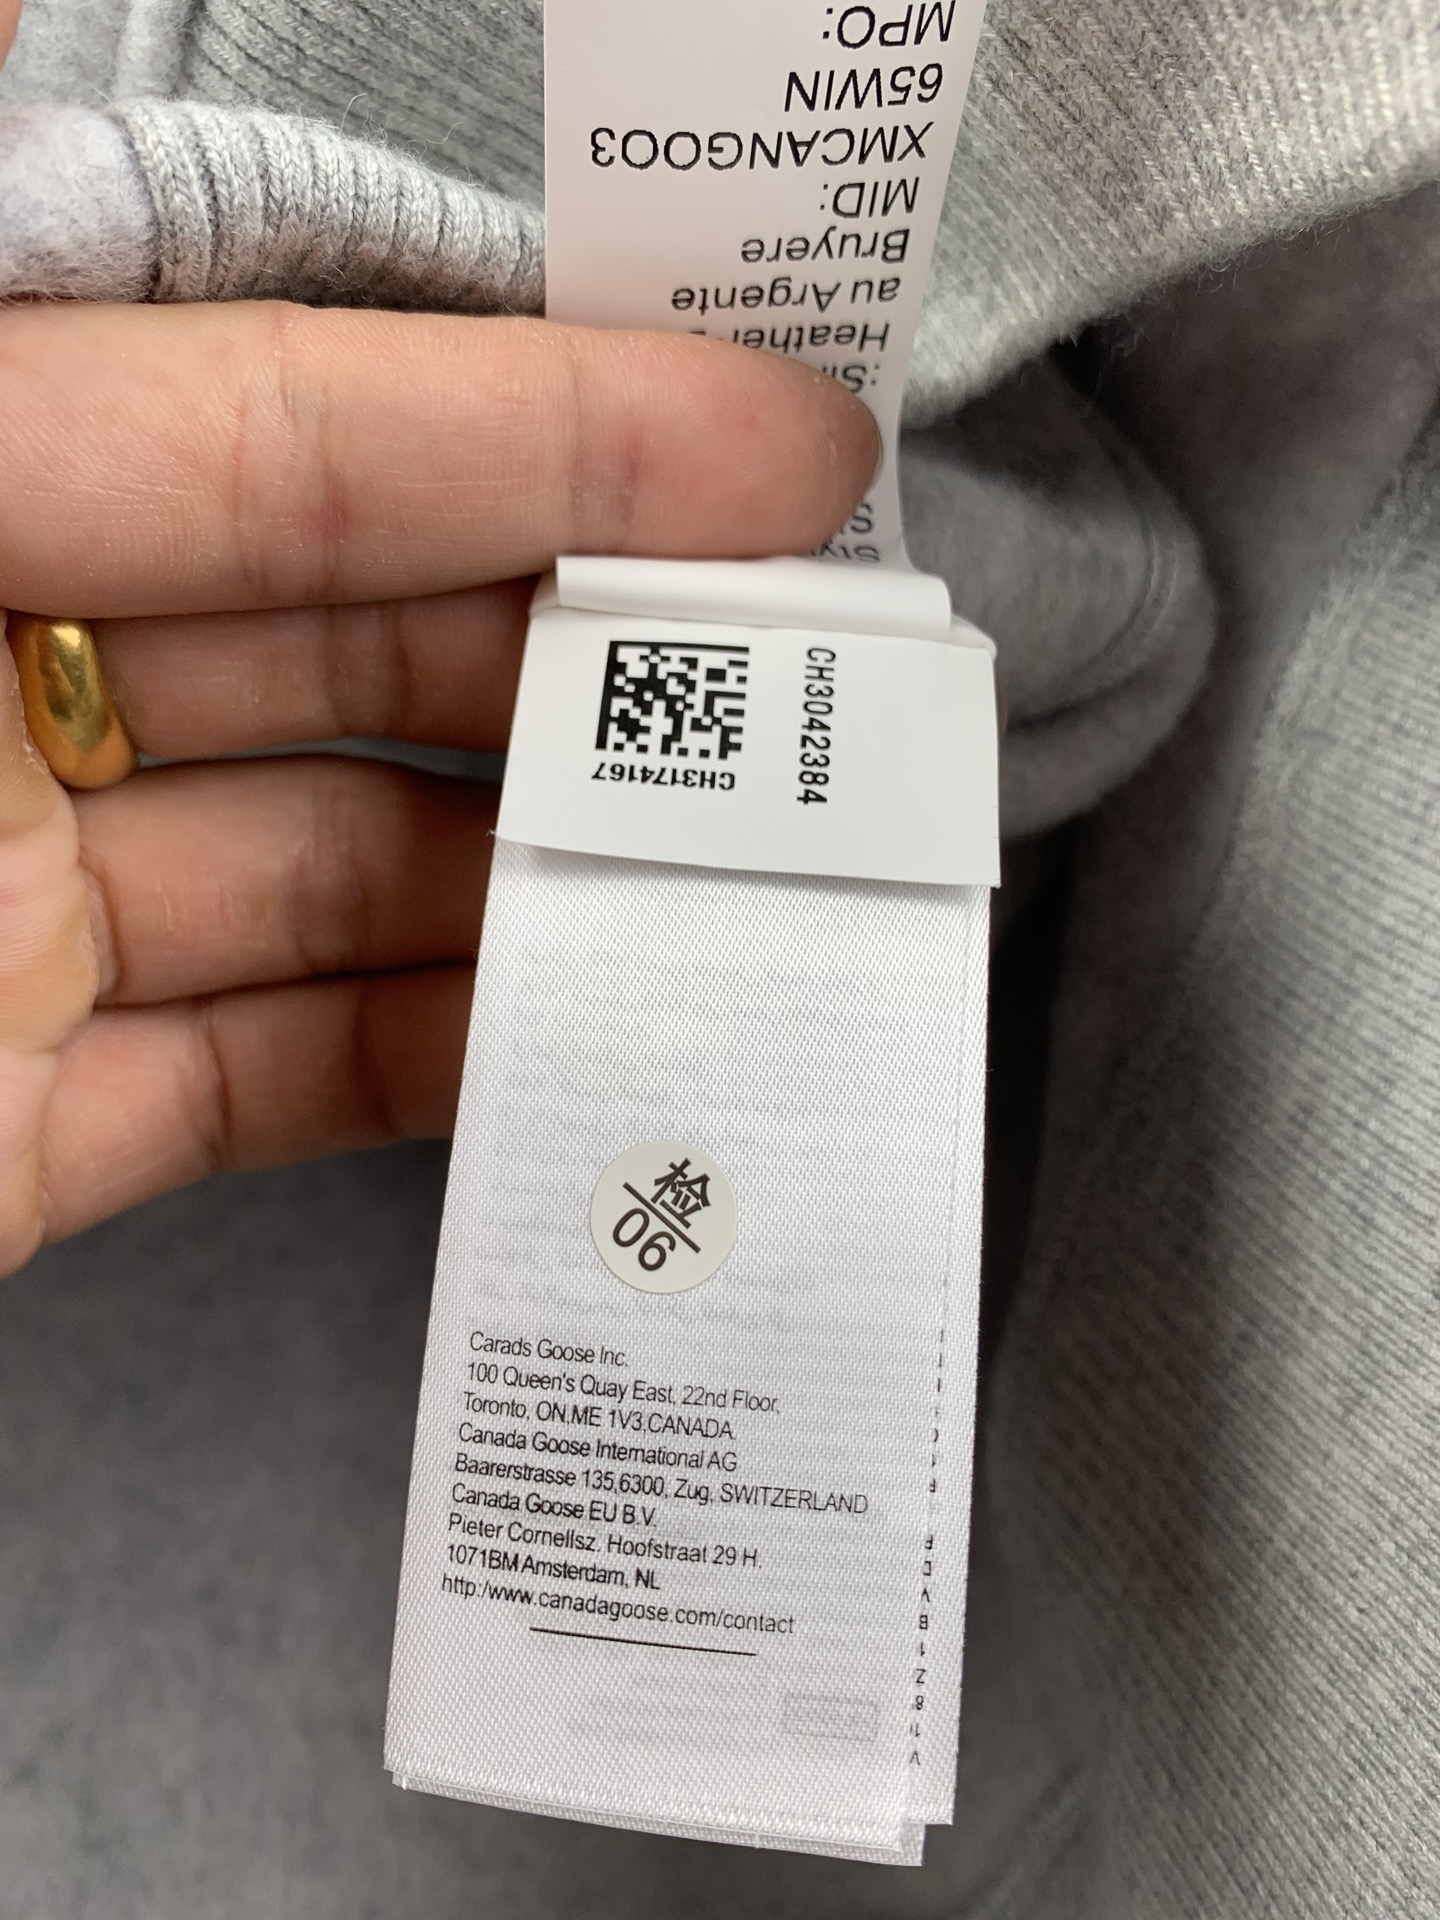 MPO:
65WIN
XMCANGOO3
MID:
Bruyere
au Argente
Heather
CH3174167
CH3042384
检
06
Carads Goose Inc.
100 Queen's Quay East, 22nd Floor,
Toronto, ON.ME 1V3,CANADA.
Canada Goose International AG
Baarerstrasse 135,6300, Zug, SWITZERLAND
Canada Goose EU B.V.
Pieter Cornellsz. Hoofstraat 29 H.
1071BM Amsterdam, NL
http:/www.canadagoose.com/contact